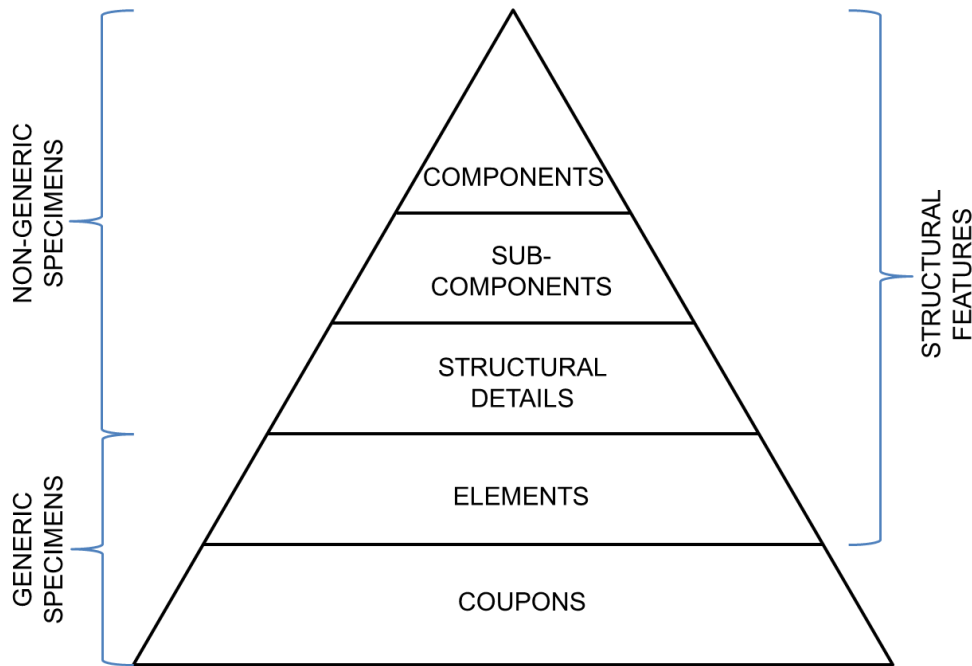 NON-GENERIC
SPECIMENS
GENERIC
SPECIMENS
COMPONENTS
SUB-
COMPONENTS
STRUCTURAL
DETAILS
ELEMENTS
COUPONS
STRUCTURAL
FEATURES